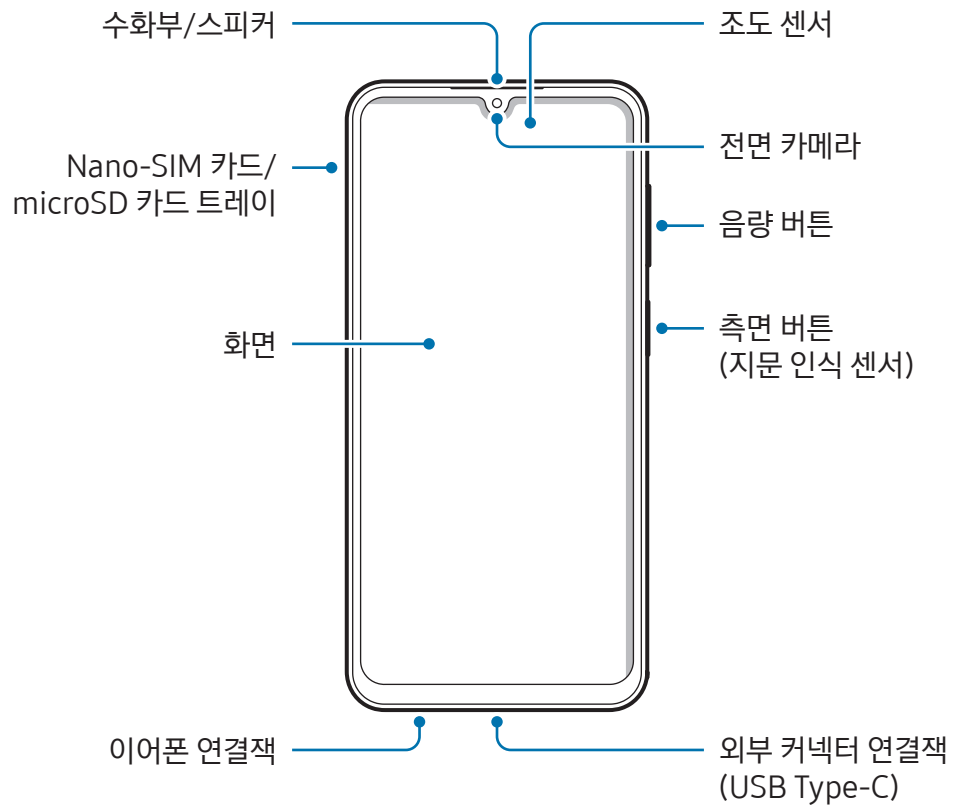 수화부/스피커
조도 센서
전면 카메라
Nano-SIM 카드/
microSD 카드 트레이
음량 버튼
측면 버튼
(지문 인식 센서)
화면
이어폰 연결잭
외부 커넥터 연결잭
(USB Type-C)